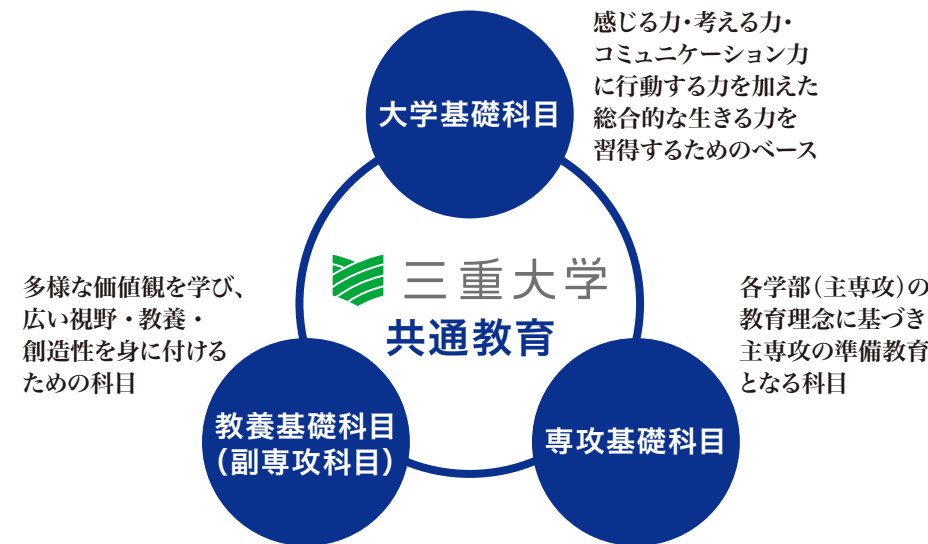 感じる力・考える力・
コミュニケーション力
に行動する力を加えた
総合的な生きる力を
習得するためのベース
大学基礎科目
三重大学
共通教育
多様な価値観を学び、
広い視野・教養・
創造性を身に付ける
ための科目
各学部（主専攻）の
教育理念に基づき
主専攻の準備教育
となる科目
教養基礎科目
（副専攻科目）
専攻基礎科目